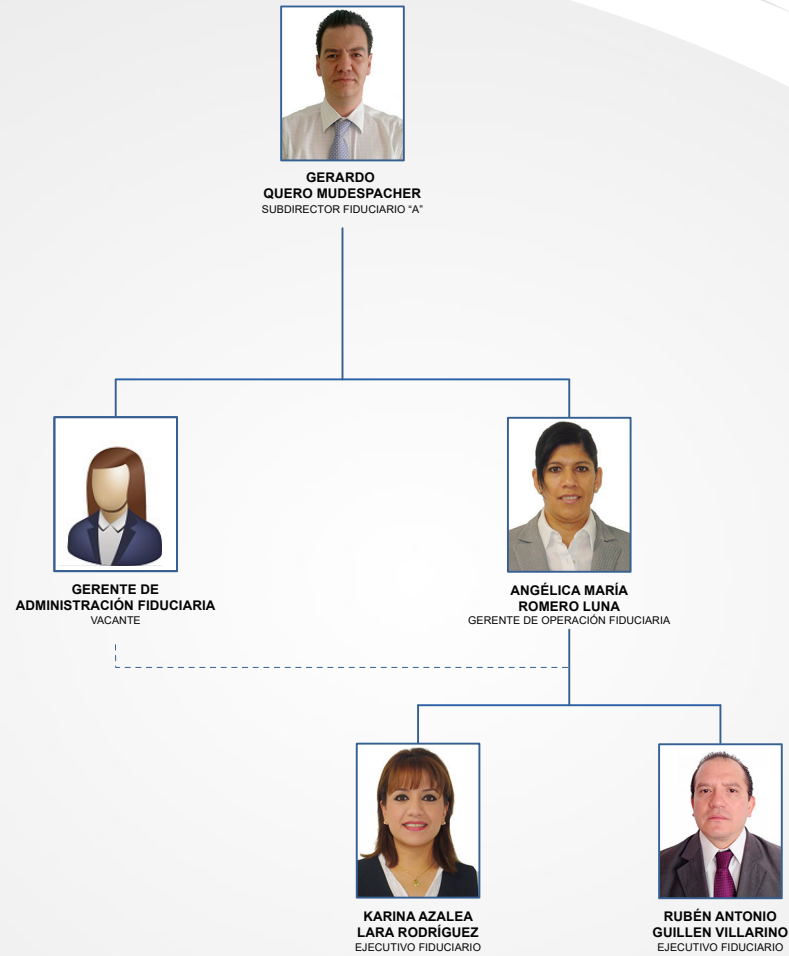 GERARDO
QUERO MUDESPACHER
SUBDIRECTOR FIDUCIARIO “A”
GERENTE DE
ADMINISTRACIÓN FIDUCIARIA
VACANTE
ANGÉLICA MARÍA
ROMERO LUNA
GERENTE DE OPERACIÓN FIDUCIARIA
KARINA AZALEA
LARA RODRÍGUEZ
EJECUTIVO FIDUCIARIO
RUBÉN ANTONIO
GUILLEN VILLARINO
EJECUTIVO FIDUCIARIO